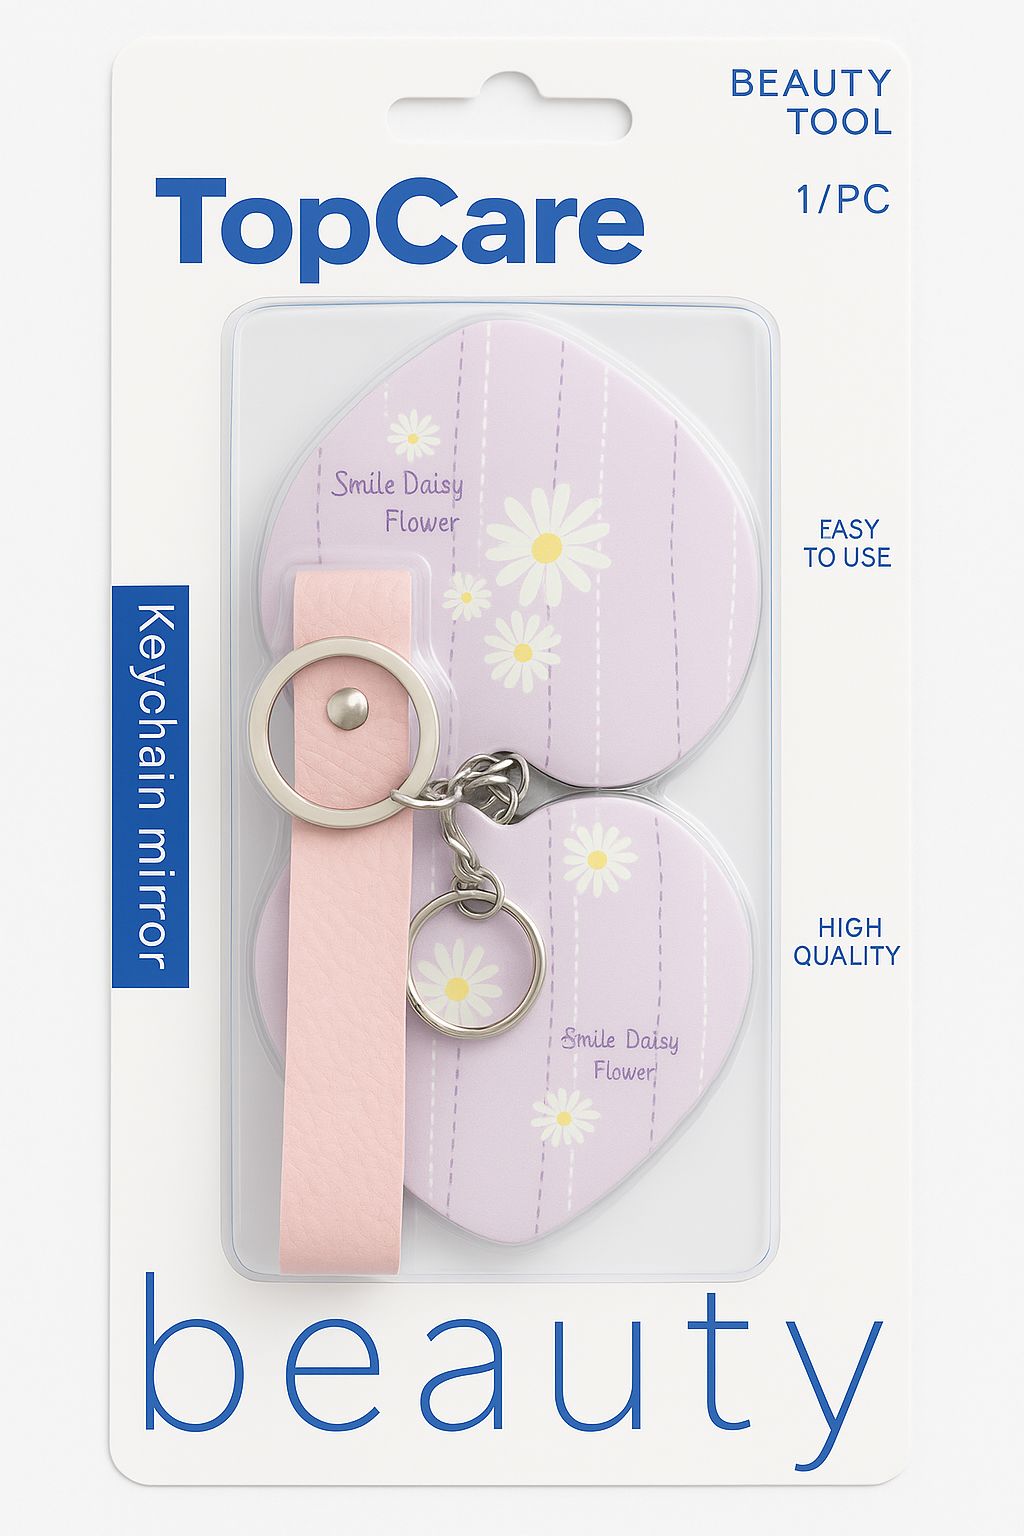 BEAUTY
TOOL
TopCare
1/PC
Smile Daisy
Flower
EASY
TO USE
Keychain mirror
HIGH
QUALITY
Smile Daisy
Flower
beauty